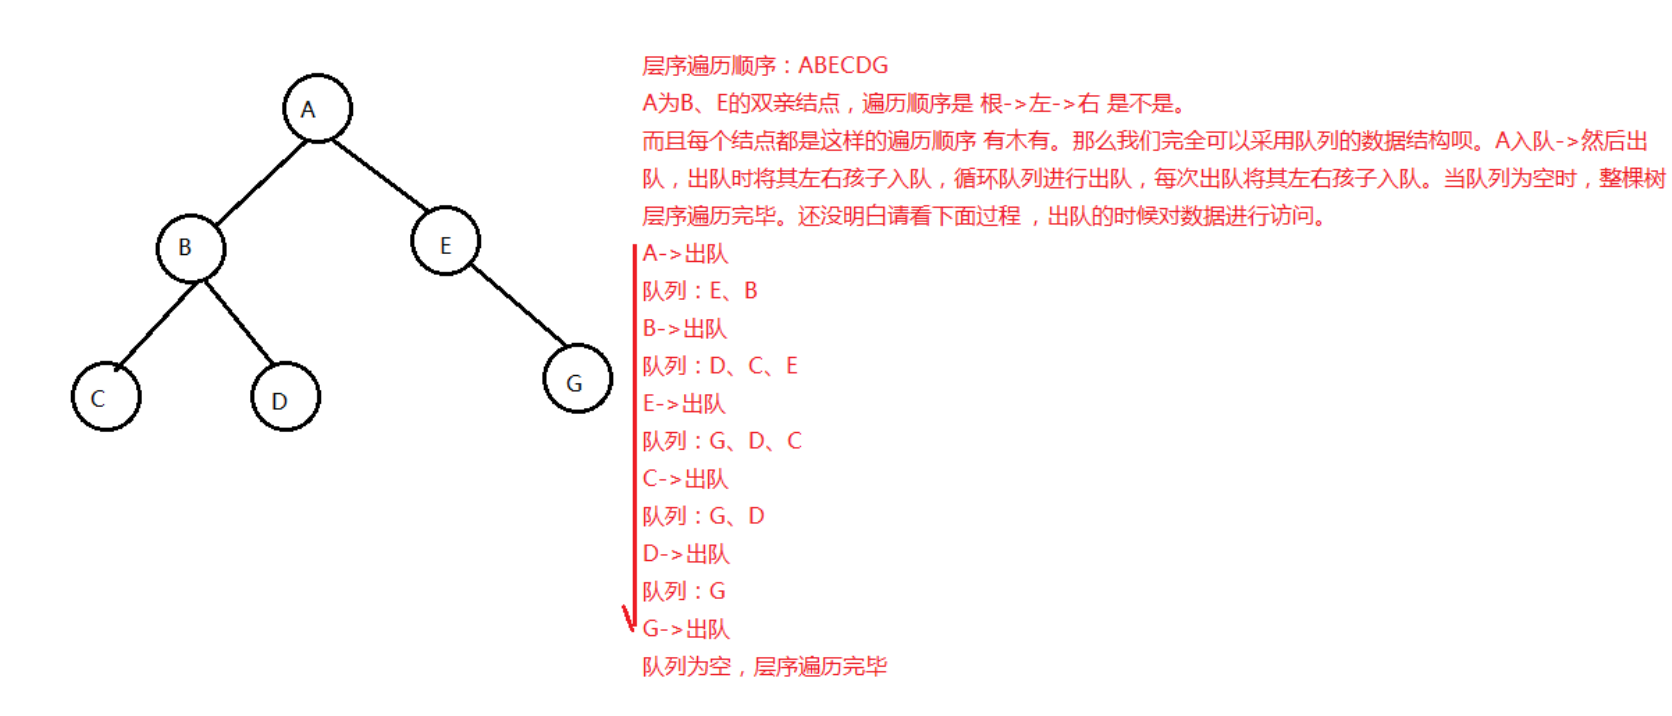 A
B
E
C
D
G
层序遍历顺序：ABECDG
A为B、E的双亲结点，遍历顺序是 根->左->右 是不是。
而且每个结点都是这样的遍历顺序 有木有。那么我们完全可以采用队列的数据结构呗。A入队->然后出
队，出队时将其左右孩子入队，循环队列进行出队，每次出队将其左右孩子入队。当队列为空时，整棵树
层序遍历完毕。还没明白请看下面过程 ，出队的时候对数据进行访问。
A->出队
队列：E、B
B->出队
队列：D、C、E
E->出队
队列：G、D、C
C->出队
队列：G、D
D->出队
队列：G
G->出队
队列为空，层序遍历完毕